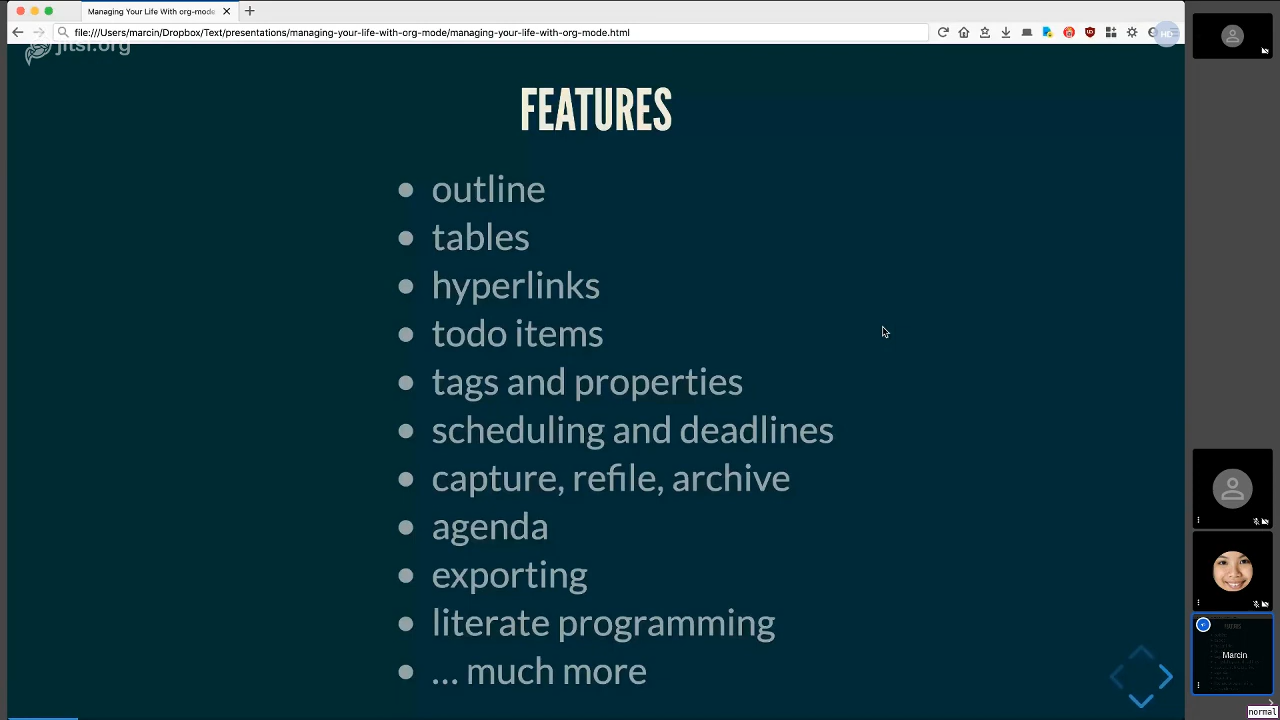 Managing Your Life With org-mode
file:///Users/marcin/Dropbox/Text/presentations/managing-your-life-with-org-mode/managing-your-life-with-org-mode.html
HD
jitsi.org
FEATURES
• outline
• tables
• hyperlinks
• todo items
• tags and properties
• scheduling and deadlines
• capture, refile, archive
• agenda
• exporting
• literate programming
• ... much more
Marcin
normal